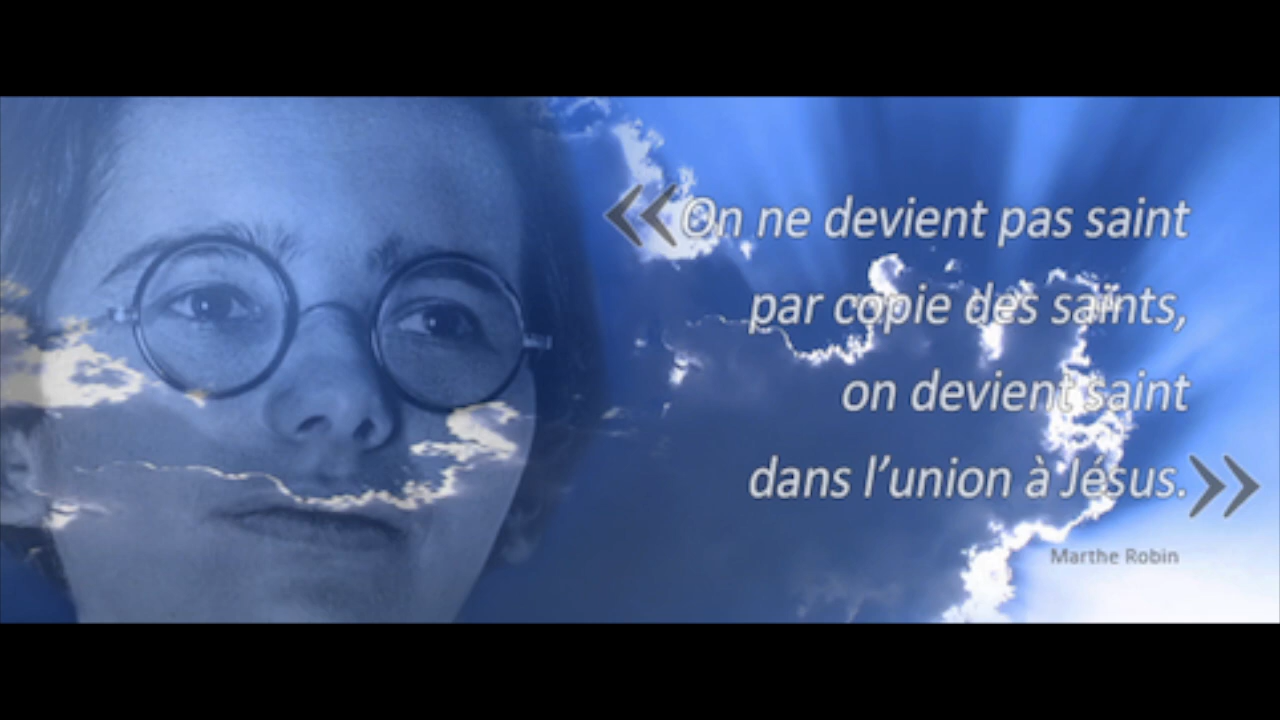 « On ne devient pas saint
par copie des saints,
on devient saint
dans l’union à Jésus. »
Marthe Robin